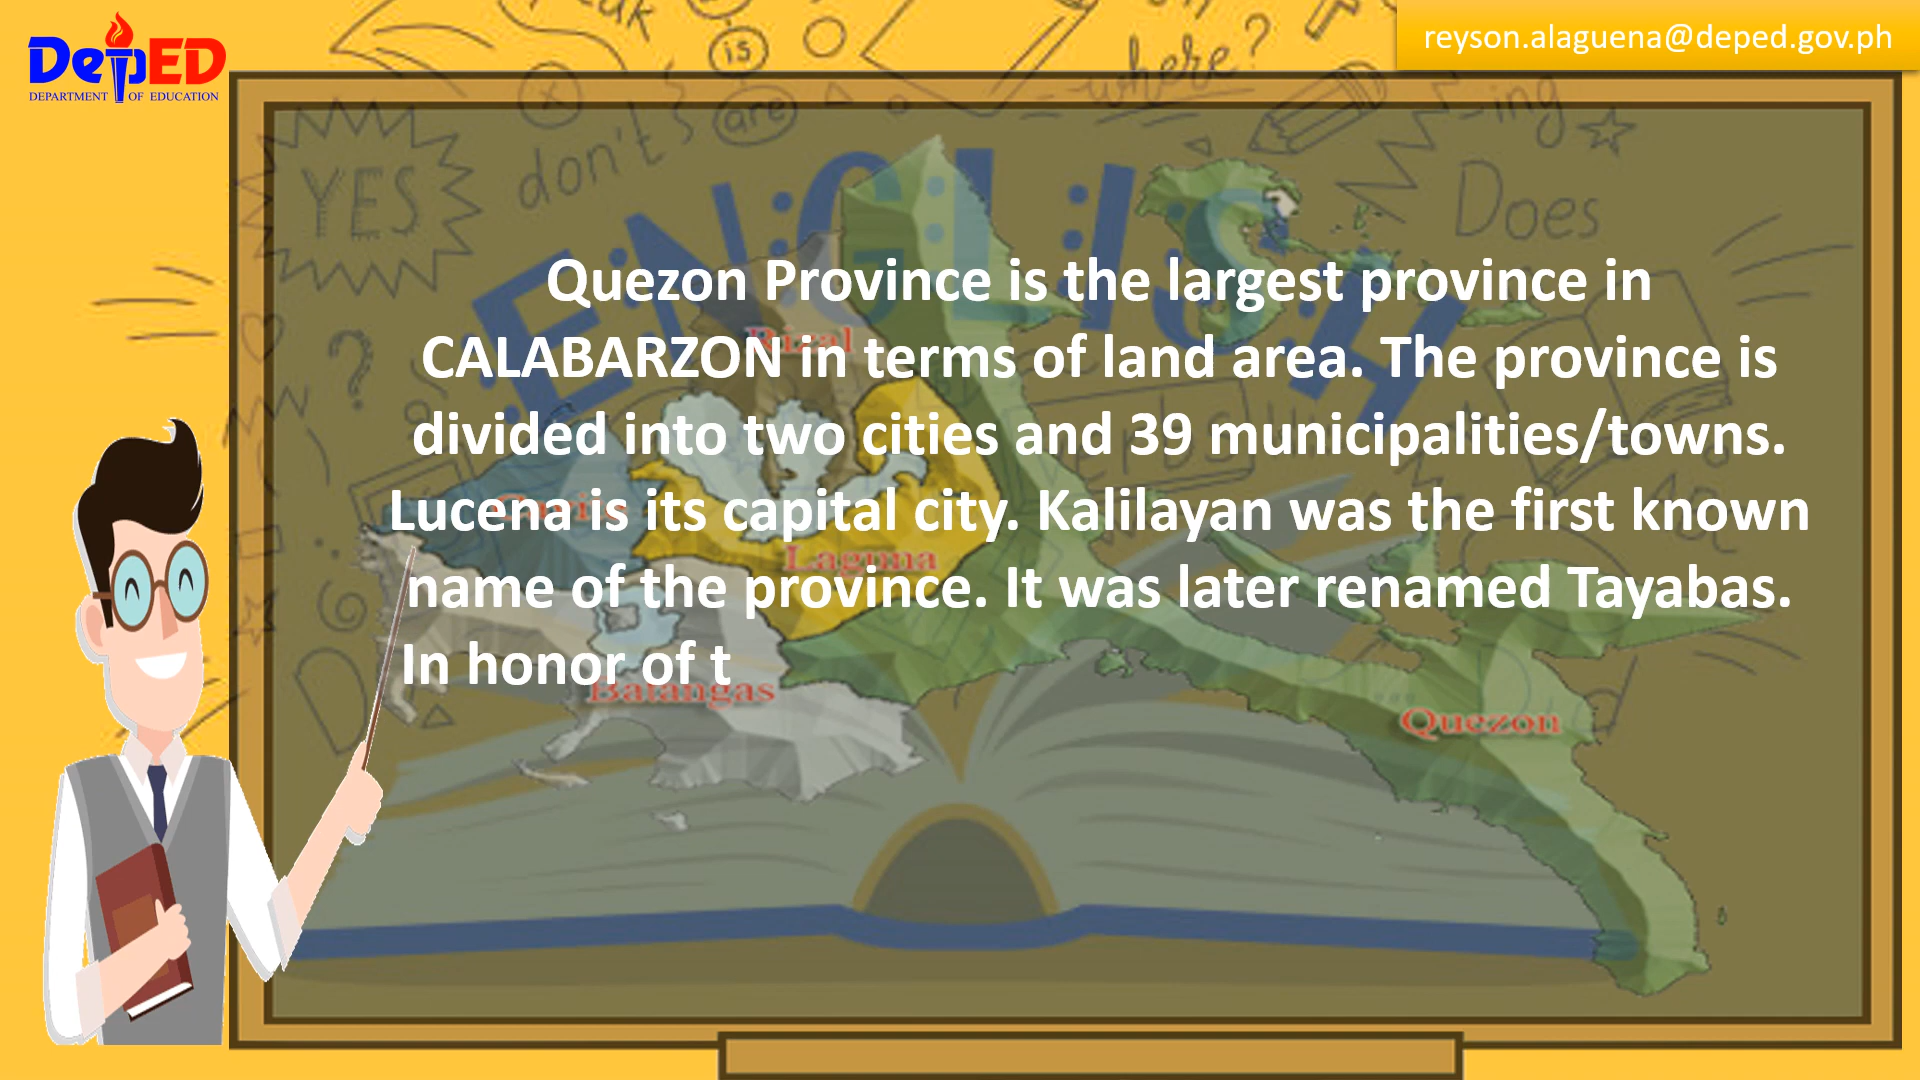 DepED
DEPARTMENT OF EDUCATION
reyson.alaguena@deped.gov.ph
is
where?
ing
don't
are
YES
ENGLISH
Does
Quezon Province is the largest province in
Rizal
CALABARZON in terms of land area. The province is
?
divided into two cities and 39 municipalities/towns.
Lucena is its capital city. Kalilayan was the first known
Laguna
name of the province. It was later renamed Tayabas.
In honor of t
Batangas
Quezon